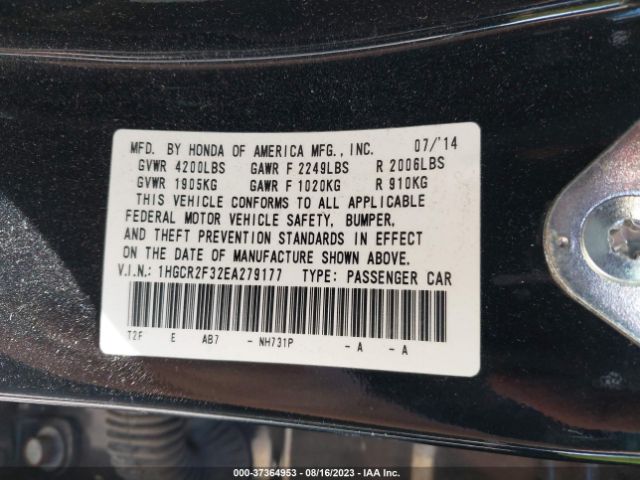 MFD. BY HONDA OF AMERICA MFG., INC. 07/'14
GVWR 4200LBS GAWR F 2249LBS R 2006LBS
GVWR 1905KG GAWR F 1020KG R 910KG
THIS VEHICLE CONFORMS TO ALL APPLICABLE
FEDERAL MOTOR VEHICLE SAFETY, BUMPER,
AND THEFT PREVENTION STANDARDS IN EFFECT
ON THE DATE OF MANUFACTURE SHOWN ABOVE.
V.I.N.: 1HGCR2F32EA279177 TYPE: PASSENGER CAR
T2F E AB7 - NH731P - A - A
000-37364953 - 08/16/2023 - IAA Inc.